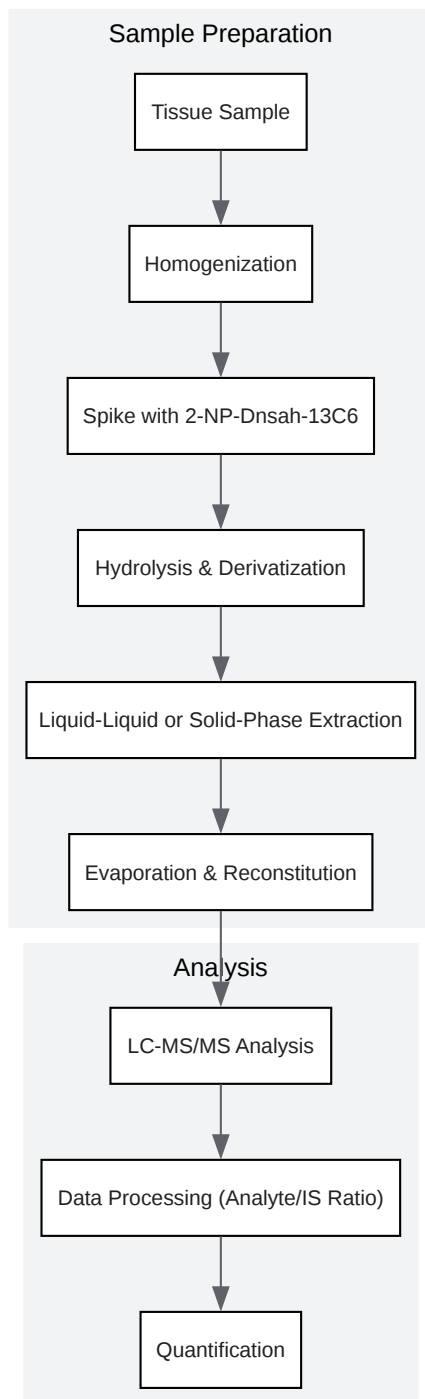 Sample Preparation
Tissue Sample
Homogenization
Spike with 2-NP-Dnsah-13C6
Hydrolysis & Derivatization
Liquid-Liquid or Solid-Phase Extraction
Evaporation & Reconstitution
Analysis
LC-MS/MS Analysis
Data Processing (Analyte/IS Ratio)
Quantification